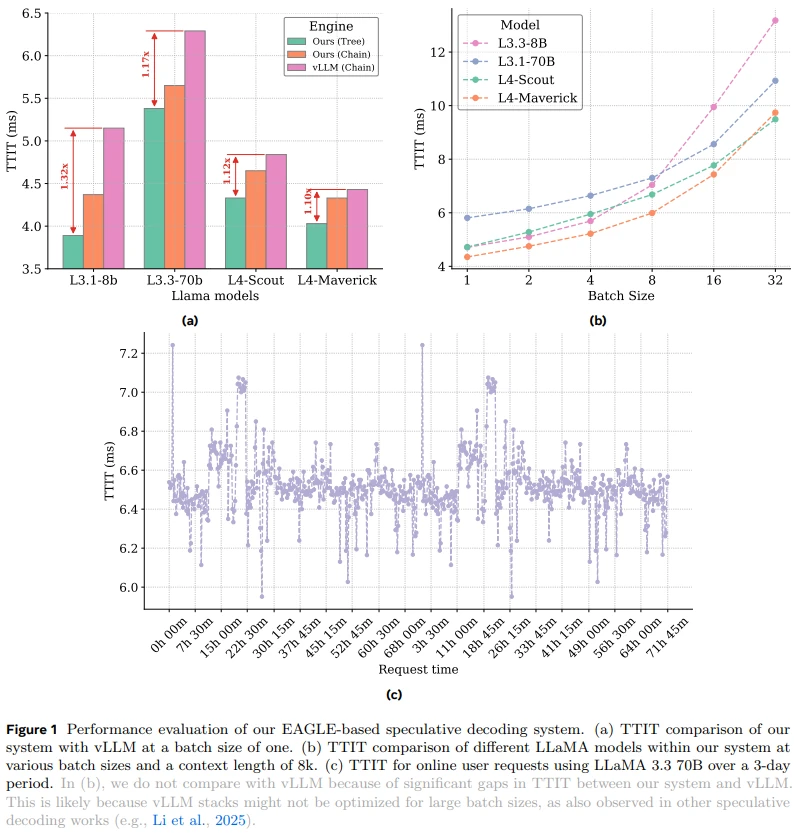 6.5
6.0
5.5
5.0
4.5
4.0
3.5
TTIT (ms)
1.32x
1.17x
1.12x
1.10x
Engine
Ours (Tree)
Ours (Chain)
vLLM (Chain)
L3.1-8b
L3.3-70b
L4-Scout
L4-Maverick
Llama models
(a)
12
10
8
6
4
TTIT (ms)
Model
L3.3-8B
L3.1-70B
L4-Scout
L4-Maverick
1
2
4
8
16
32
Batch Size
(b)
7.2
7.0
6.8
6.6
6.4
6.2
6.0
TTIT (ms)
0h 00m
7h 30m
15h 00m
22h 30m
30h 15m
37h 45m
45h 15m
52h 45m
60h 30m
68h 00m
3h 30m
11h 00m
18h 45m
26h 15m
33h 45m
41h 15m
49h 00m
56h 30m
64h 00m
71h 45m
Request time
(c)
Figure 1 Performance evaluation of our EAGLE-based speculative decoding system. (a) TTIT comparison of our
system with vLLM at a batch size of one. (b) TTIT comparison of different LLaMA models within our system at
various batch sizes and a context length of 8k. (c) TTIT for online user requests using LLaMA 3.3 70B over a 3-day
period. In (b), we do not compare with vLLM because of significant gaps in TTIT between our system and vLLM.
This is likely because vLLM stacks might not be optimized for large batch sizes, as also observed in other speculative
decoding works (e.g., Li et al., 2025).